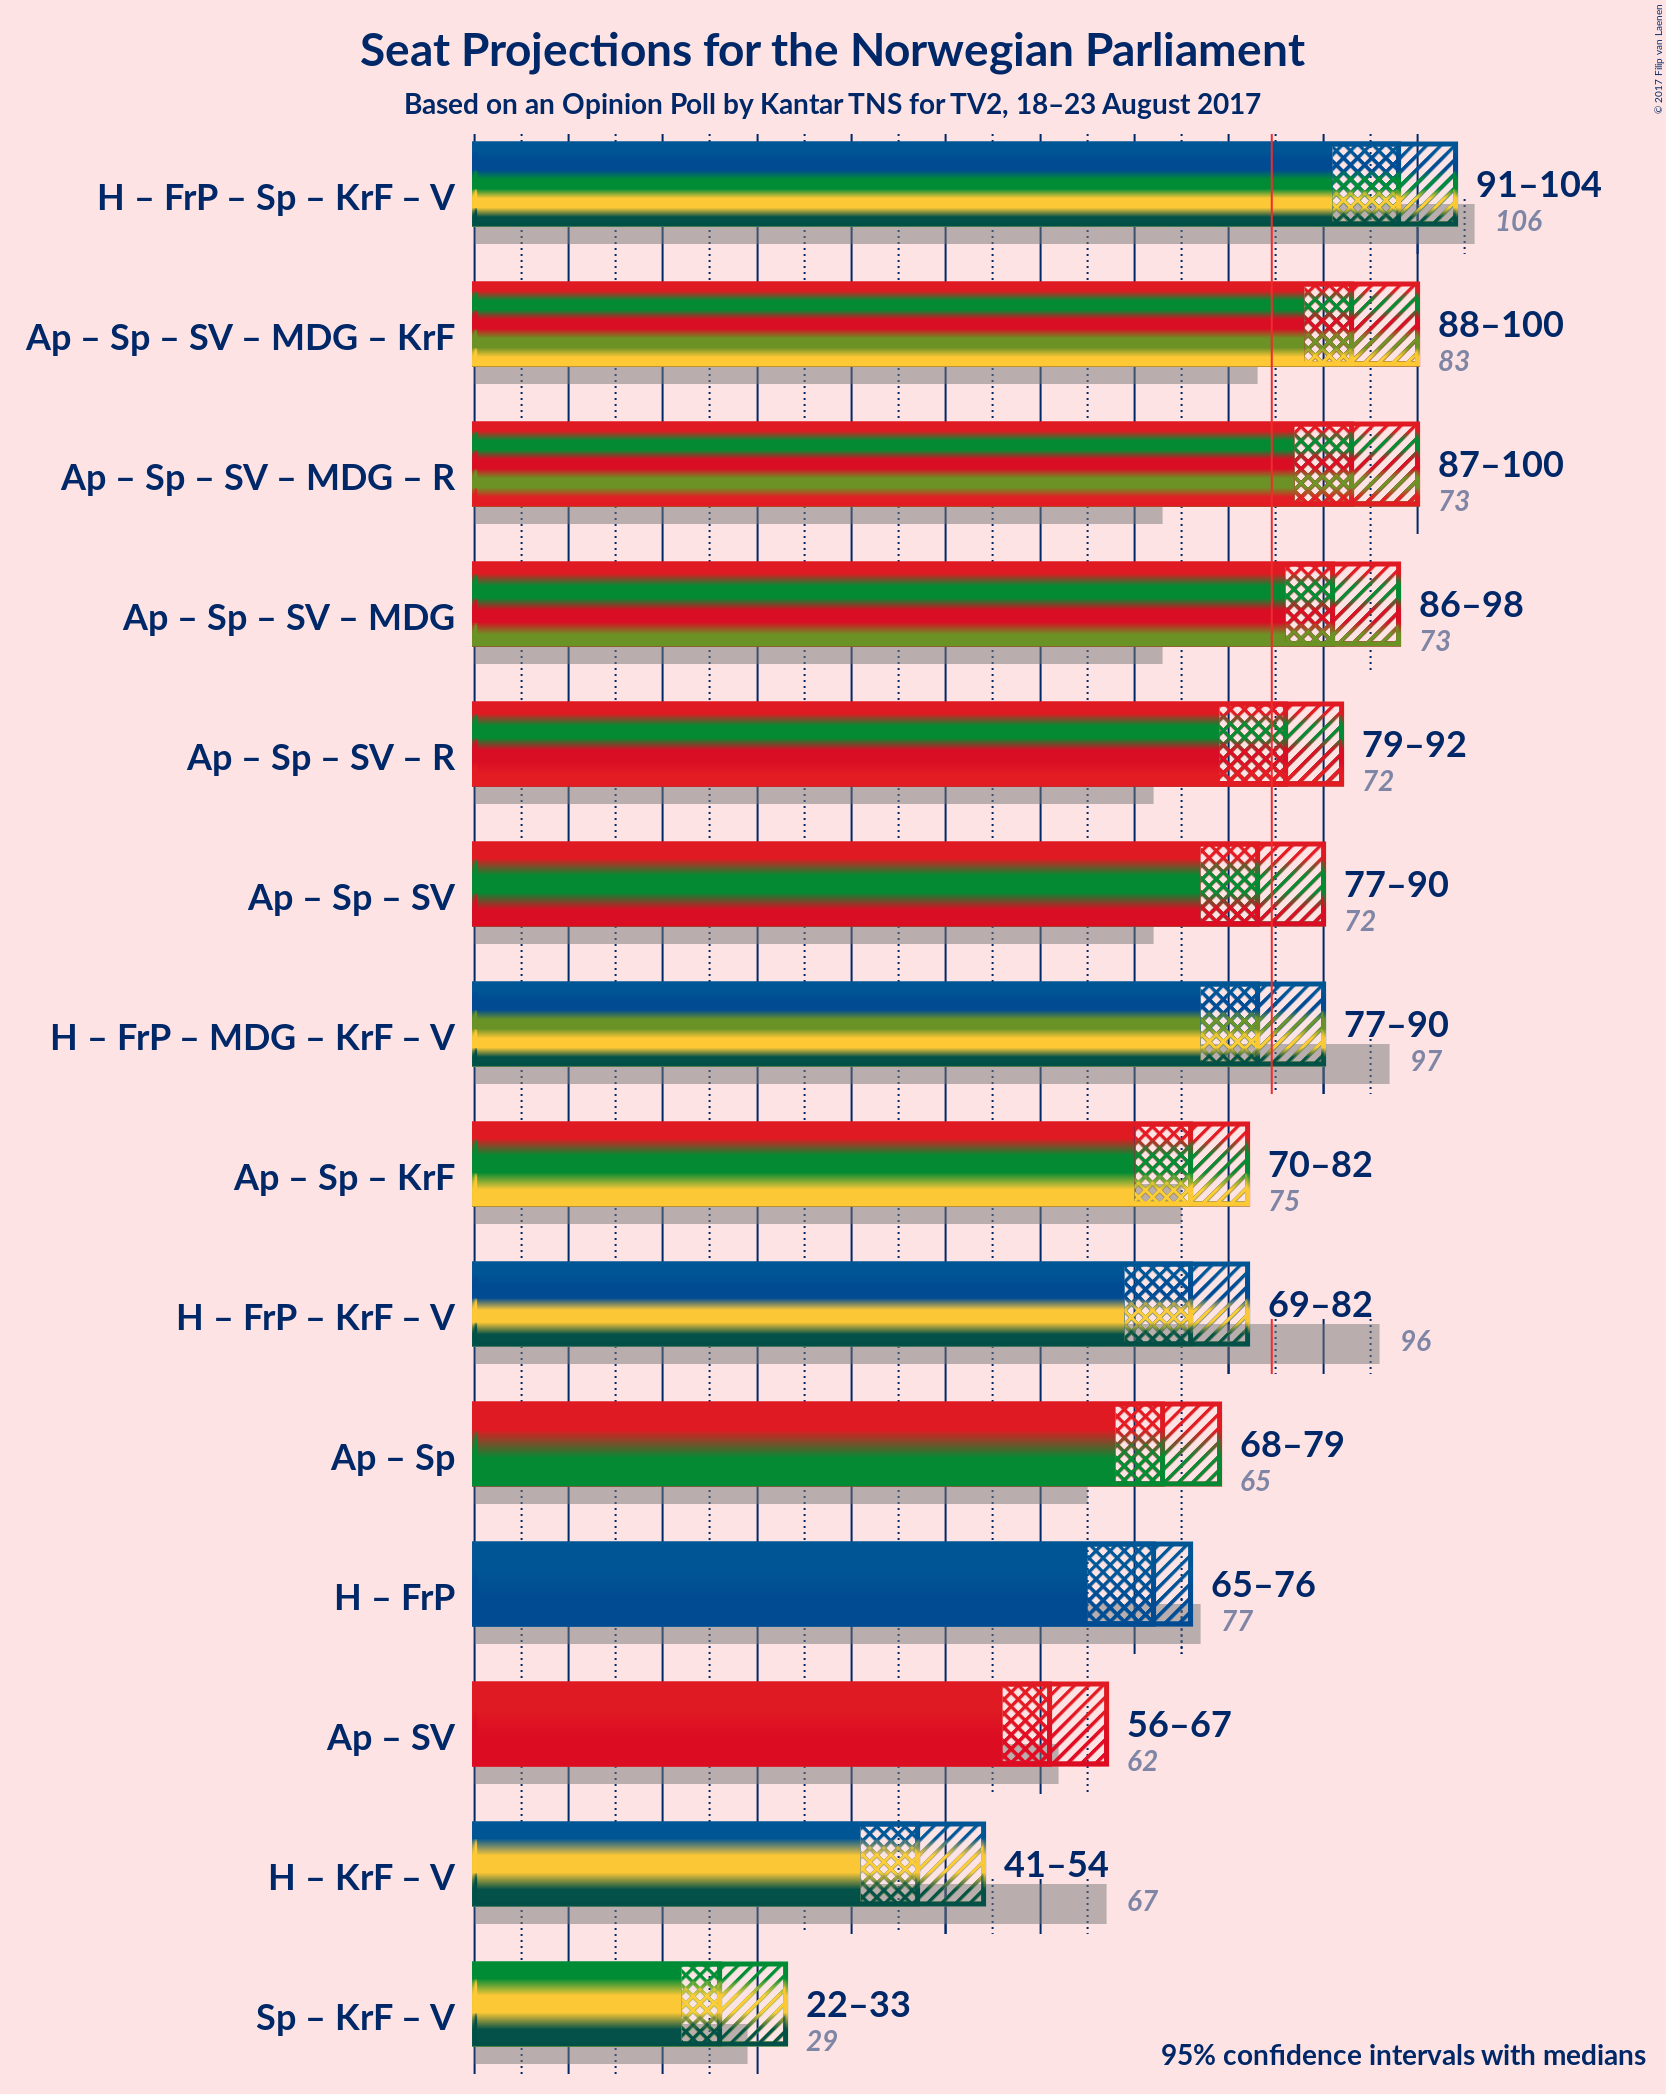 Seat Projections for the Norwegian Parliament
Based on an Opinion Poll by Kantar TNS for TV2, 18–23 August 2017
© 2017 Filip van Laenen
H – FrP – Sp – KrF – V
91–104
106
Ap – Sp – SV – MDG – KrF
88–100
83
Ap – Sp – SV – MDG – R
87–100
73
Ap – Sp – SV – MDG
86–98
73
Ap – Sp – SV – R
79–92
72
Ap – Sp – SV
77–90
72
H – FrP – MDG – KrF – V
77–90
97
Ap – Sp – KrF
70–82
75
H – FrP – KrF – V
69–82
96
Ap – Sp
68–79
65
H – FrP
65–76
77
Ap – SV
56–67
62
H – KrF – V
41–54
67
Sp – KrF – V
22–33
29
95% confidence intervals with medians